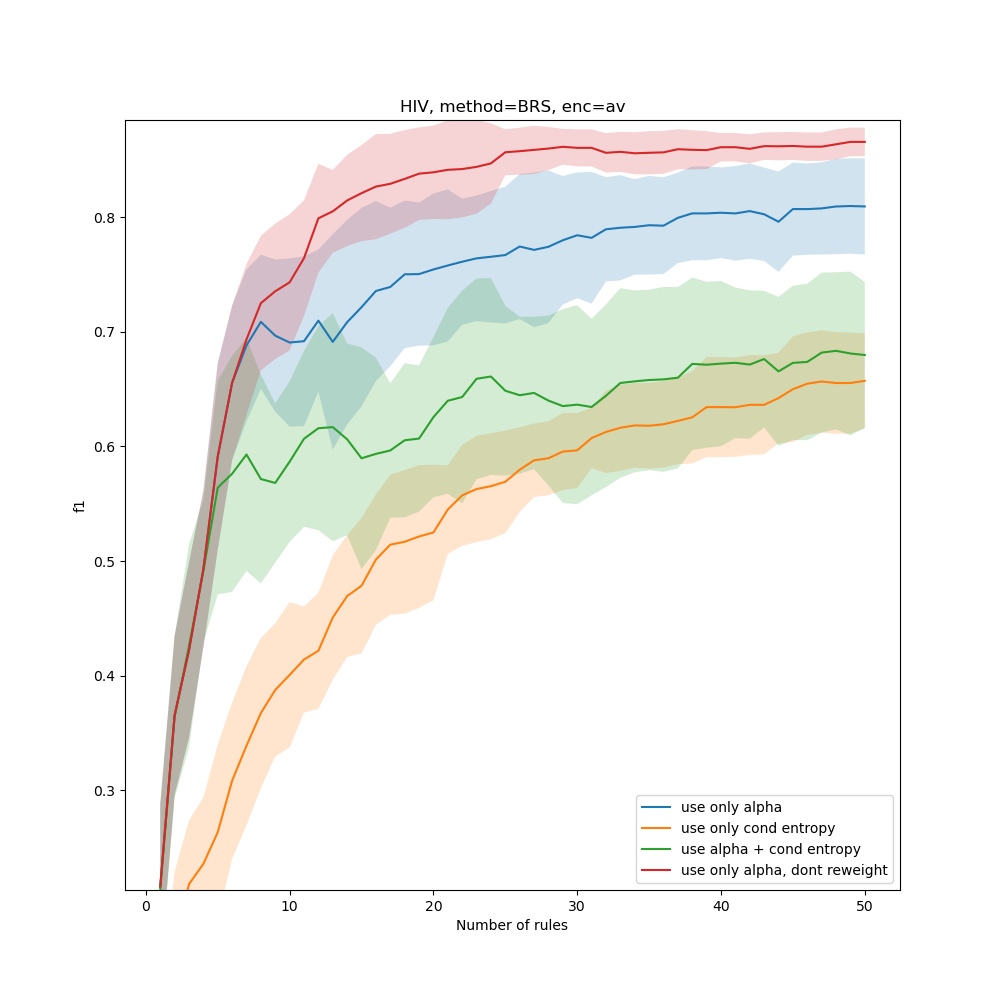 HIV, method=BRS, enc=av
f1
0.8
0.7
0.6
0.5
0.4
0.3
0
10
20
30
40
50
Number of rules
use only alpha
use only cond entropy
use alpha + cond entropy
use only alpha, dont reweight